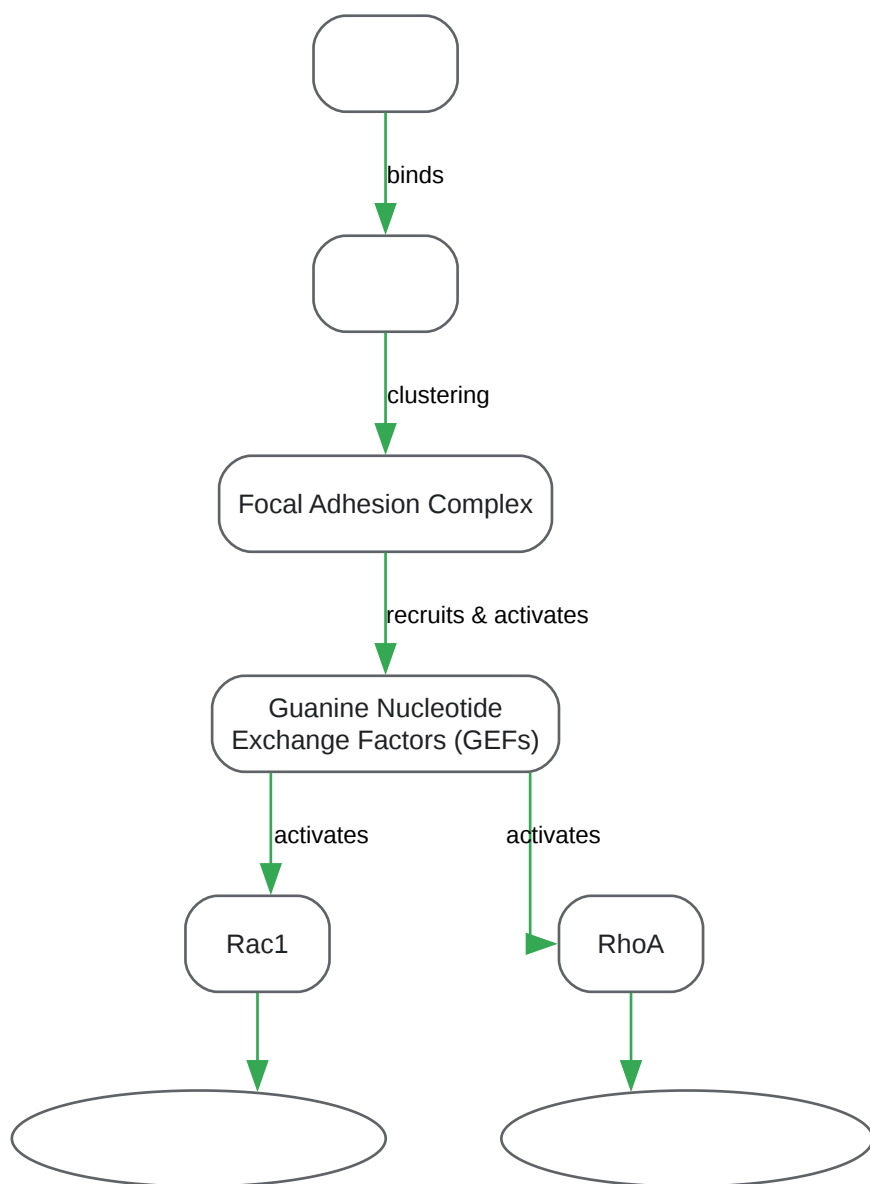 binds
clustering
Focal Adhesion Complex
recruits & activates
Guanine Nucleotide
Exchange Factors (GEFs)
activates
activates
Rac1
RhoA